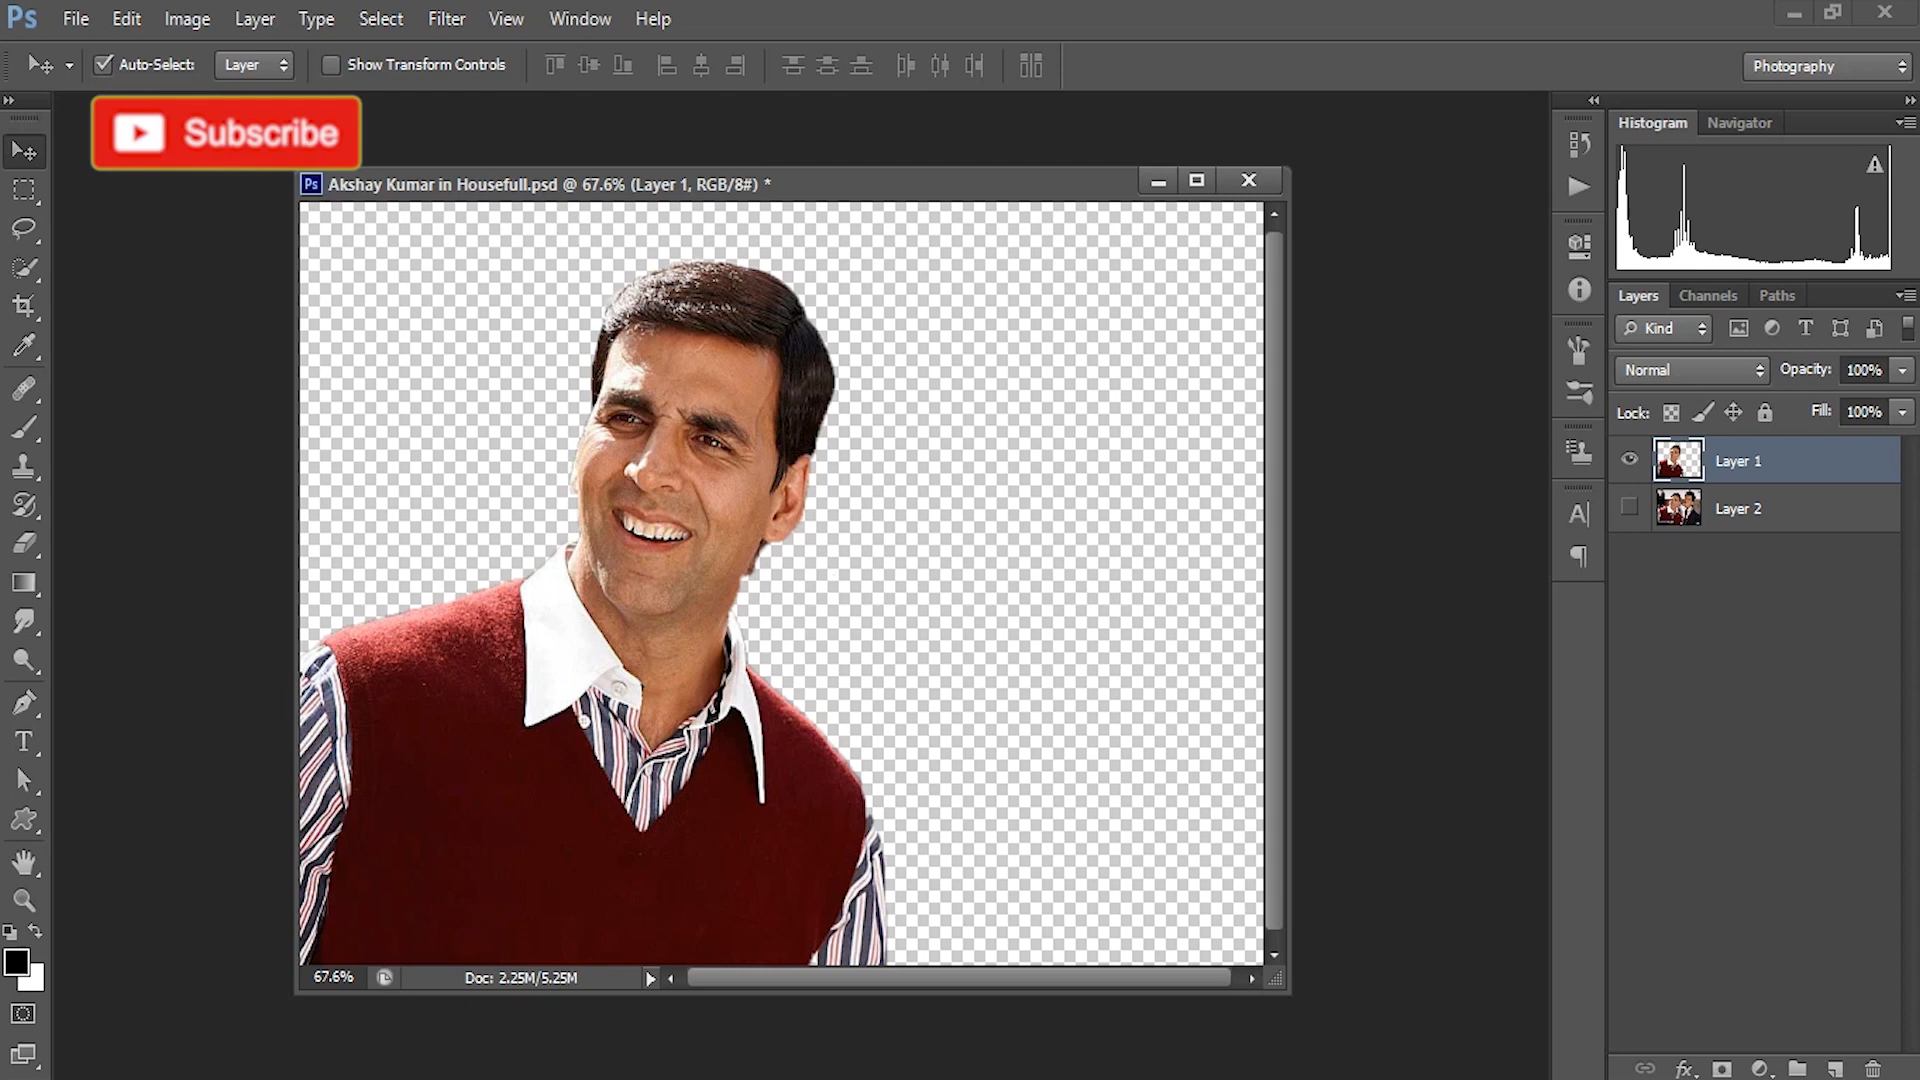 Ps File Edit Image Layer Type Select Filter View Window Help
Auto-Select: Layer Show Transform Controls Photography
Subscribe
Histogram Navigator
Ps Akshay Kumar in Housefull.psd @ 67.6% (Layer 1, RGB/8#) *
Layers Channels Paths
Kind
Normal Opacity: 100%
Lock: Fill: 100%
Layer 1
Layer 2
67.6% Doc: 2.25M/5.25M